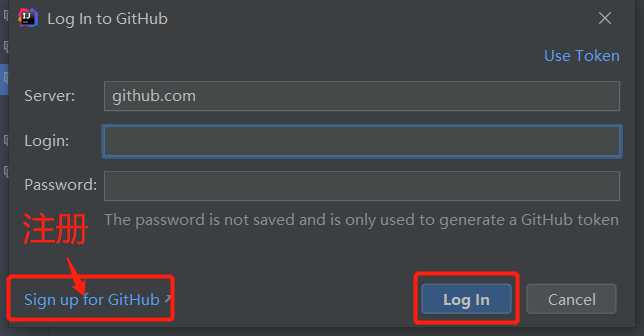 Log In to GitHub
Use Token
Server: github.com
Login:
Password:
The password is not saved and is only used to generate a GitHub token
注册
Sign up for GitHub
Log In
Cancel